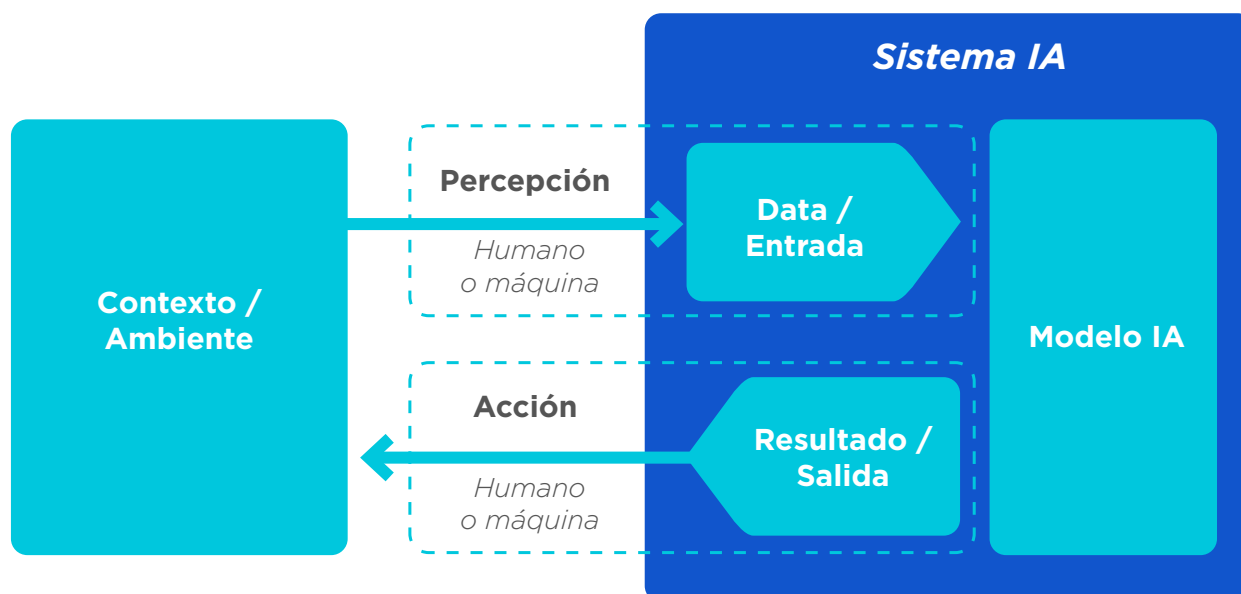 Sistema IA
Contexto /
Ambiente
Percepción
Humano
o máquina
Data /
Entrada
Modelo IA
Acción
Humano
o máquina
Resultado /
Salida